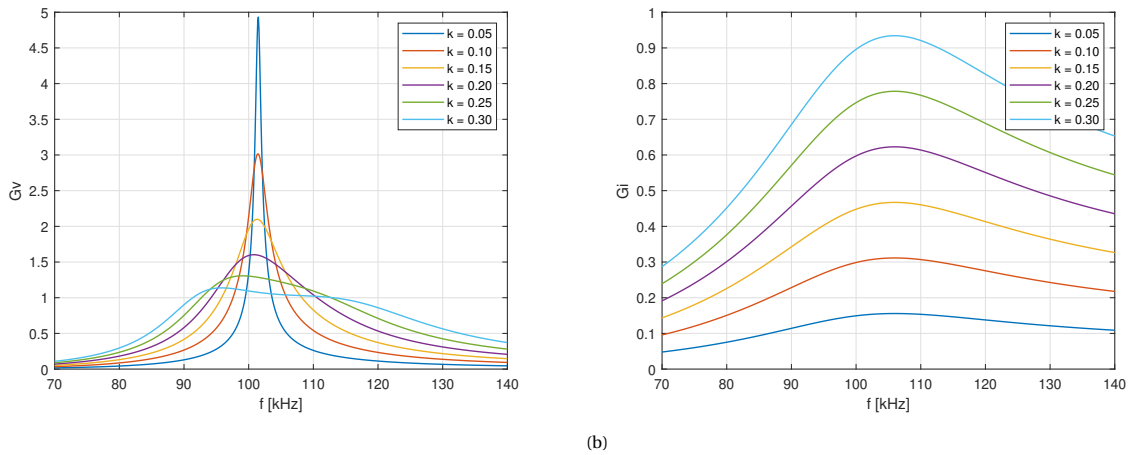 5
4.5
4
3.5
3
2.5
2
1.5
1
0.5
0
Gv
70 80 90 100 110 120 130 140
f [kHz]
k = 0.05
k = 0.10
k = 0.15
k = 0.20
k = 0.25
k = 0.30
1
0.9
0.8
0.7
0.6
0.5
0.4
0.3
0.2
0.1
0
Gi
70 80 90 100 110 120 130 140
f [kHz]
k = 0.05
k = 0.10
k = 0.15
k = 0.20
k = 0.25
k = 0.30
(b)